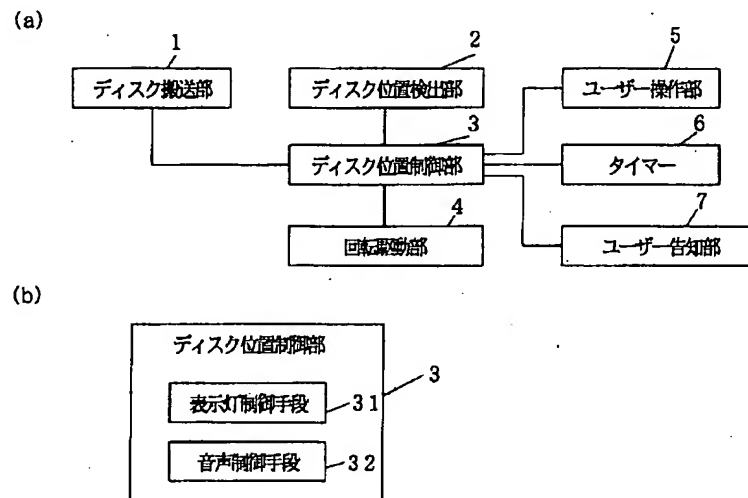 (a)
1
ディスク搬送部
2
ディスク位置検出部
5
ユーザー操作部
3
ディスク位置制御部
6
タイマー
4
回転駆動部
7
ユーザー告知部
(b)
ディスク位置制御部
3
表示灯制御手段
31
音声制御手段
32